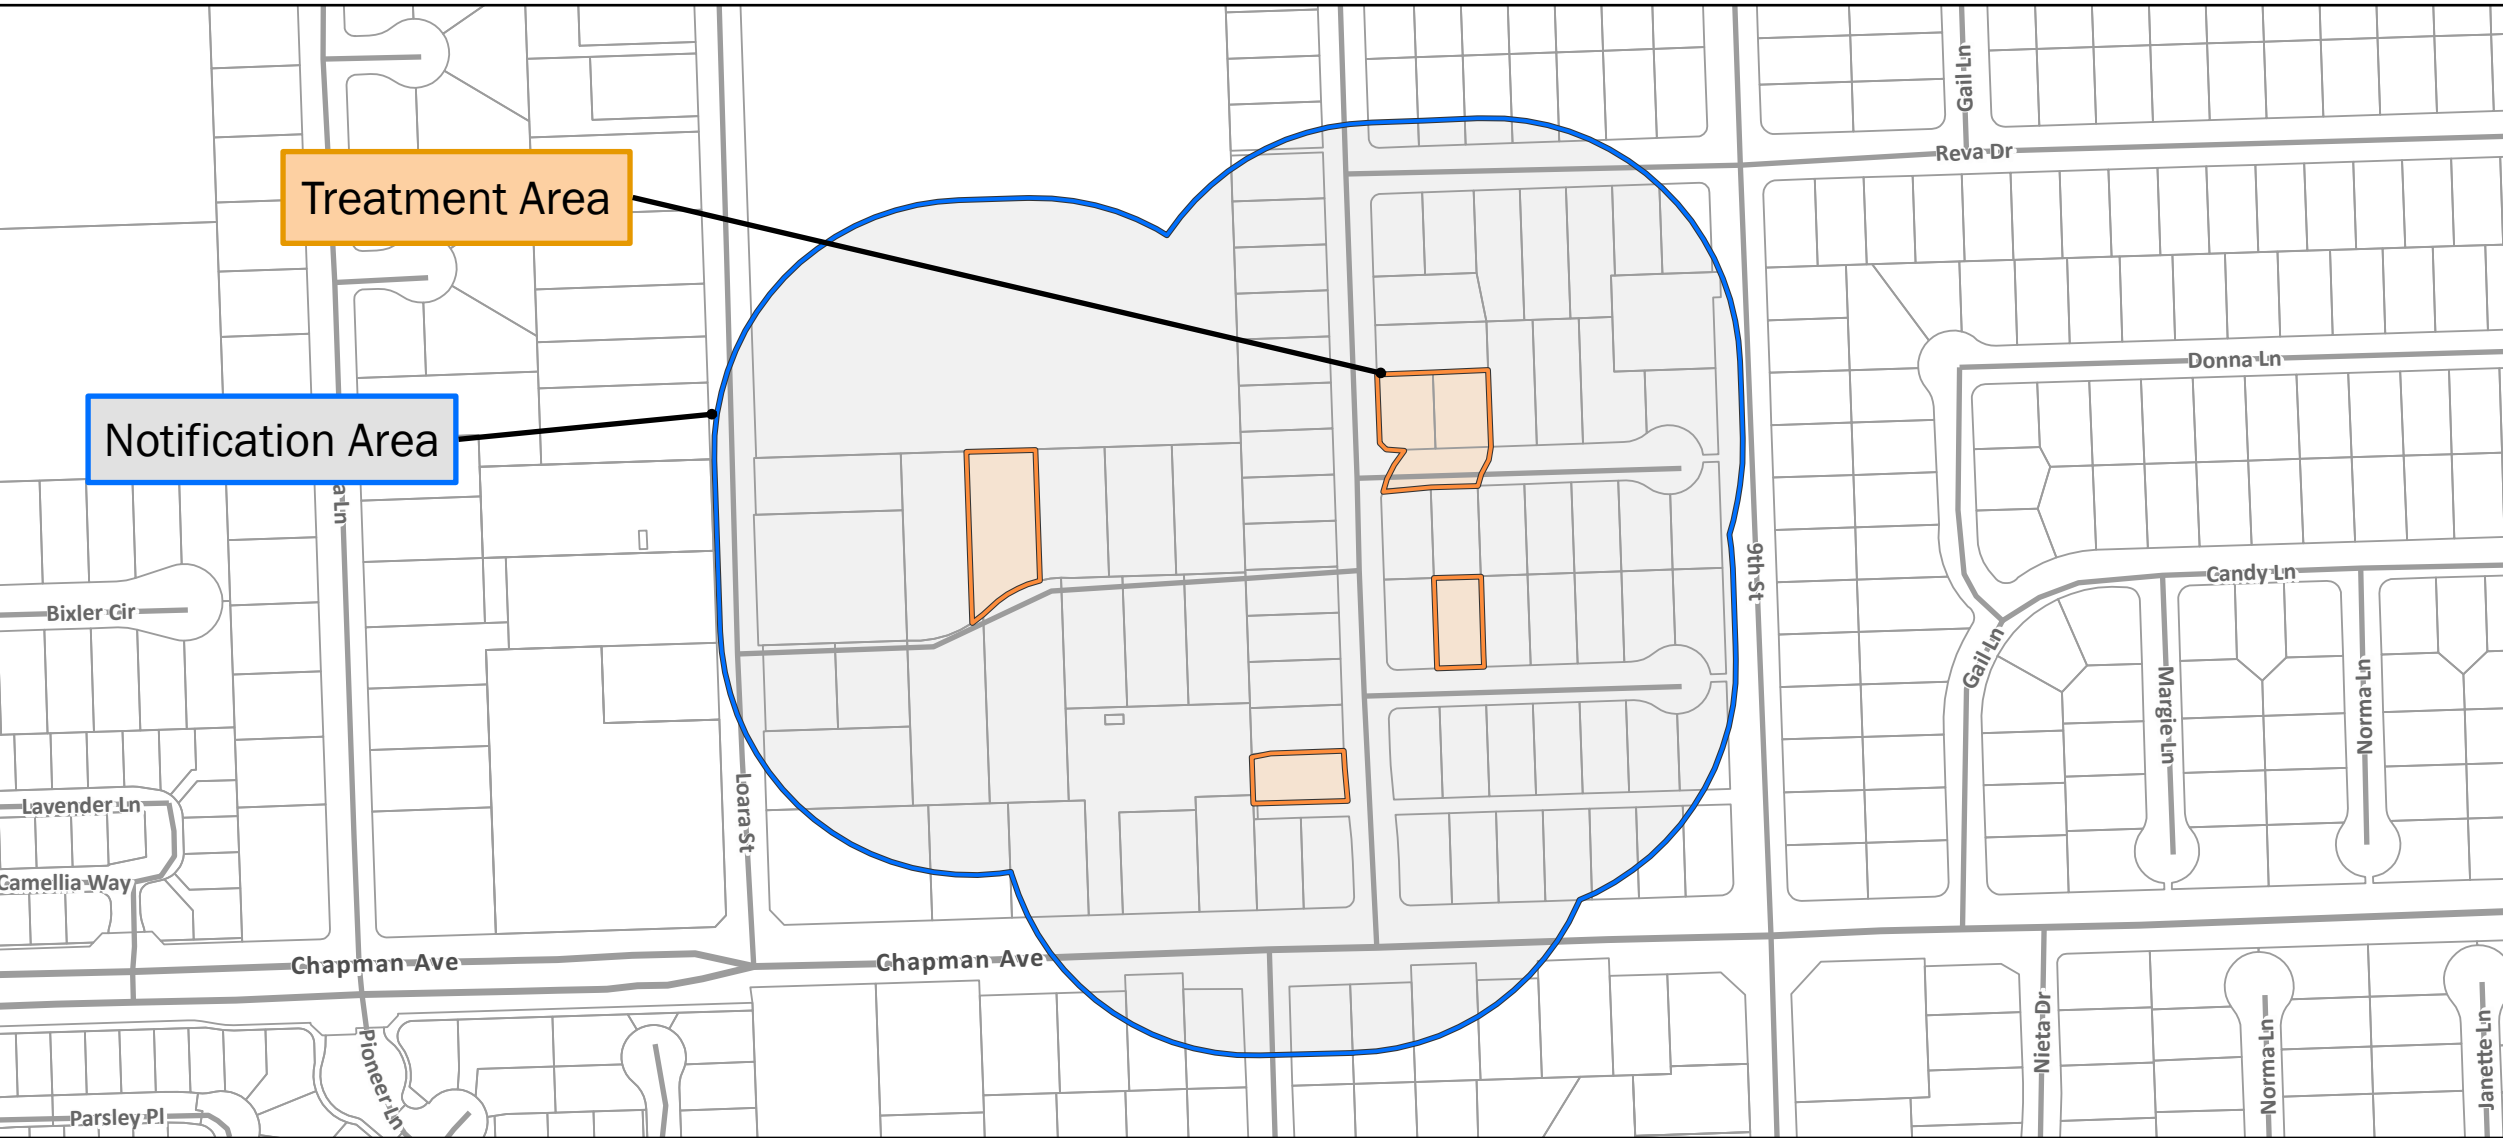 Gail Ln
Reva Dr
Treatment Area
Donna Ln
Notification Area
a Ln
9th St
Candy Ln
Bixler Cir
Gail Ln
Margie Ln
Norma Ln
Lavender Ln
Loara St
Camellia Way
Chapman Ave
Chapman Ave
Pioneer Ln
Nieta Dr
Norma Ln
Janette Ln
Parsley Pl